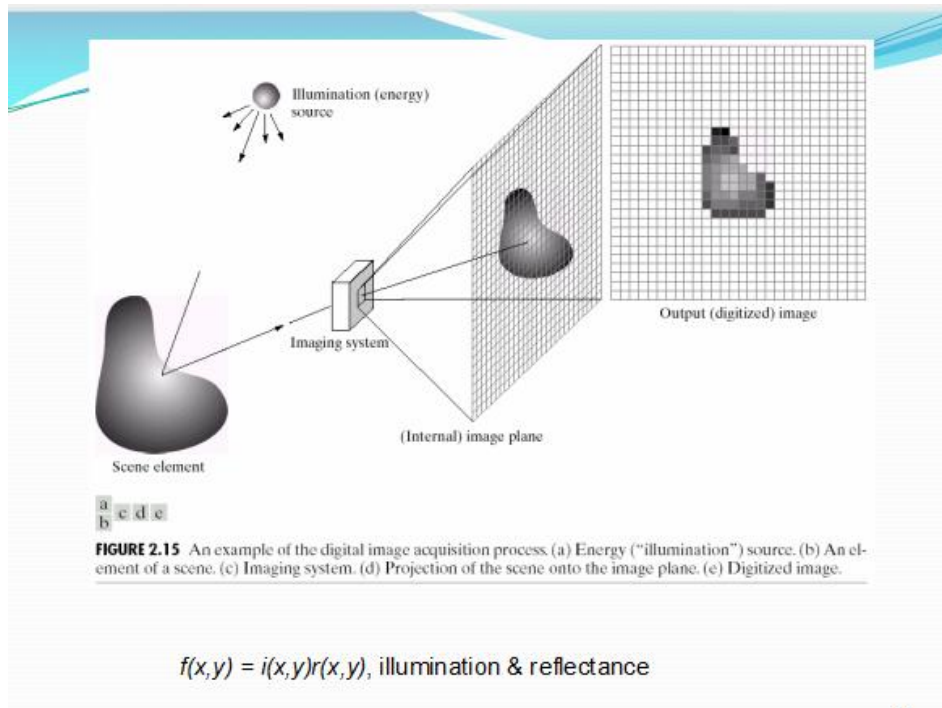 Illumination (energy)
source
Output (digitized) image
Imaging system
(Internal) image plane
Scene element
a
b c d e
FIGURE 2.15 An example of the digital image acquisition process. (a) Energy (“illumination”) source. (b) An el-
ement of a scene. (c) Imaging system. (d) Projection of the scene onto the image plane. (e) Digitized image.
f(x,y) = i(x,y)r(x,y), illumination & reflectance